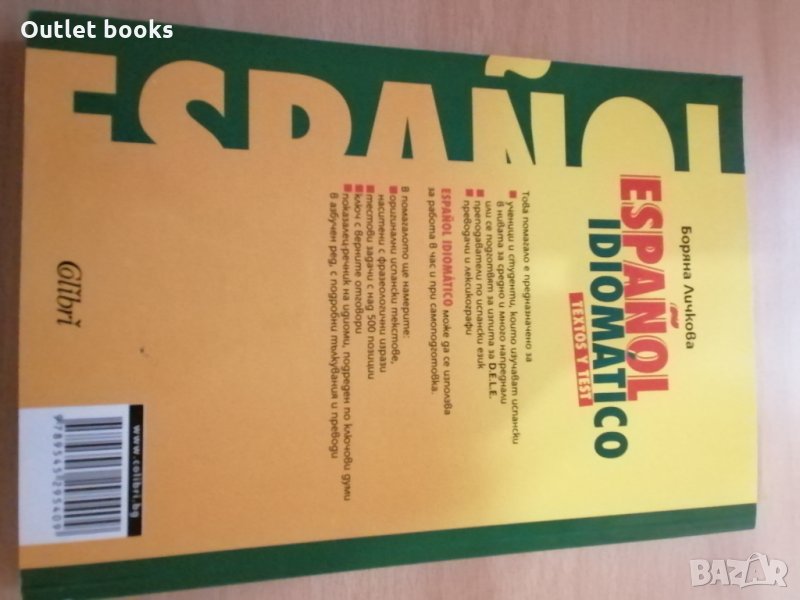 Outlet books
ESPAÑOL
Боряна Личкова
ESPAÑOL
IDIOMÁTICO
TEXTOS Y TEST
Това помагало е предназначено за
ученици и студенти, които изучават испански
в нивата за средно и много напреднали
или се подготвят за изпита за D.E.L.E.
преподаватели по испански език
преводачи и лексикографи
ESPAÑOL IDIOMÁTICO може да се използва
за работа в час и при самоподготовка.
В помагалото ще намерите:
оригинални испански текстове,
наситени с фразеологични изрази
тестови задачи с над 500 позиции
ключ с верните отговори
показалец-речник на идиоми, подреден по ключови думи
в азбучен ред, с подробни тълкувания и преводи
Colibri
www.colibri.bg
9789545295409
BAZAR